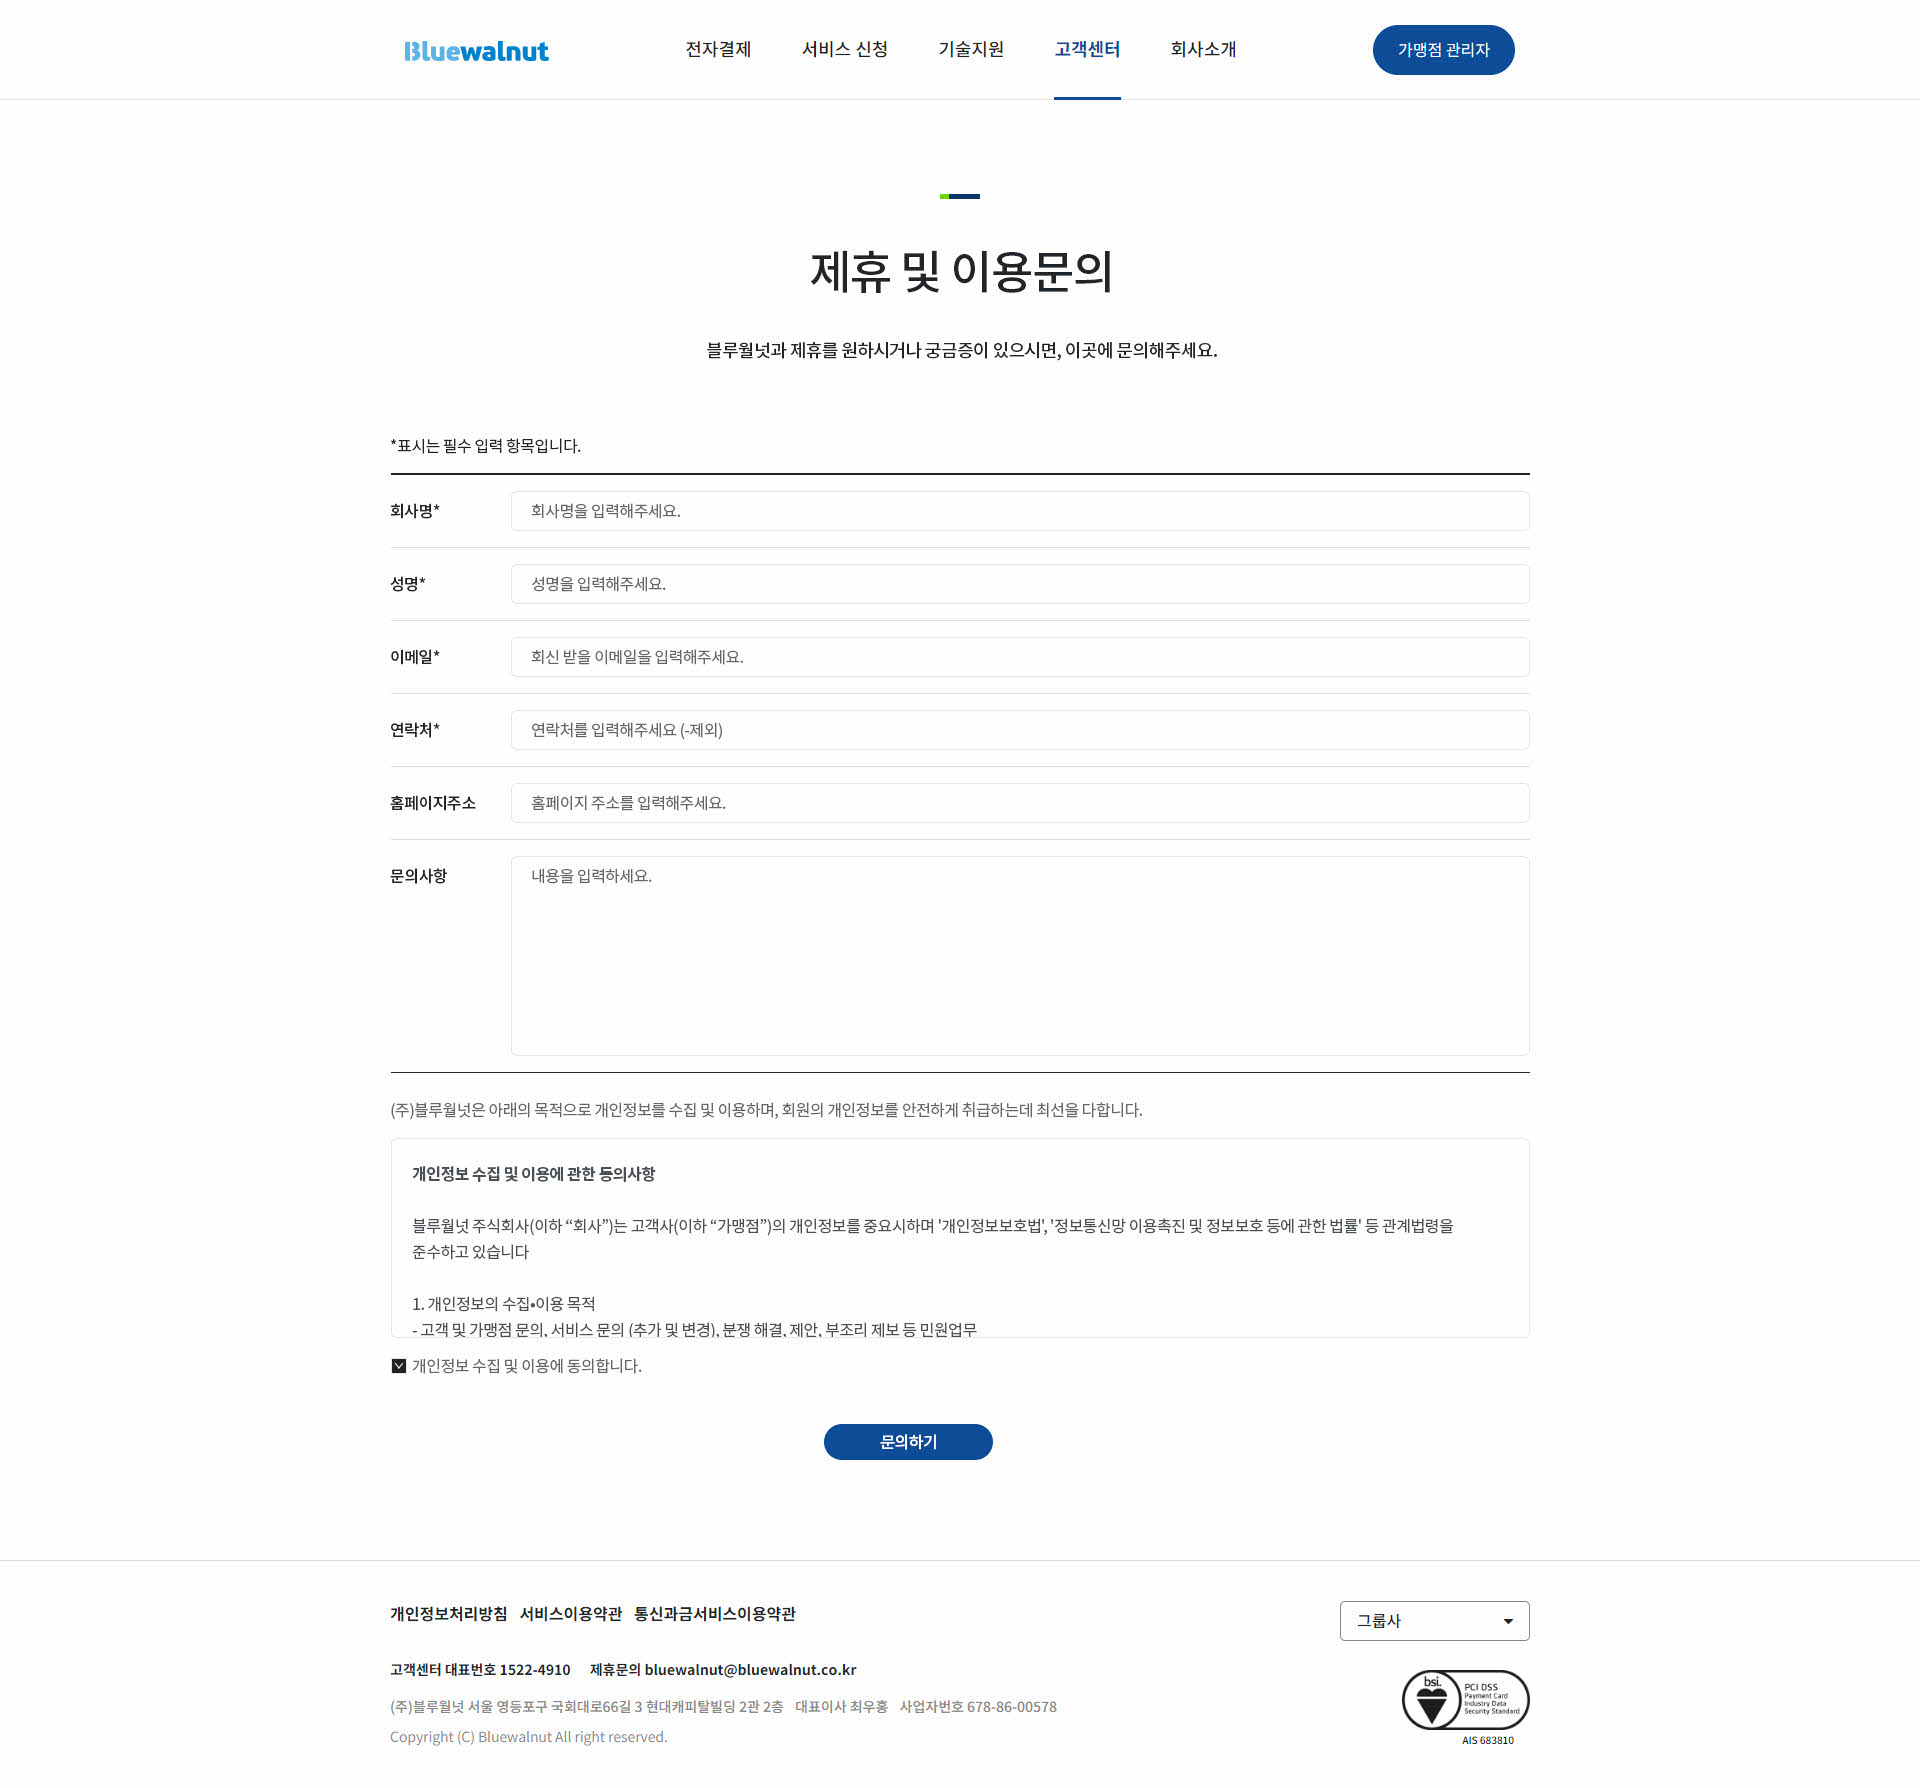 Bluewalnut
전자결제
서비스 신청
기술지원
고객센터
회사소개
가맹점 관리자
제휴 및 이용문의
블루월넛과 제휴를 원하시거나 궁금증이 있으시면, 이곳에 문의해주세요.
*표시는 필수 입력 항목입니다.
회사명*
회사명을 입력해주세요.
성명*
성명을 입력해주세요.
이메일*
회신 받을 이메일을 입력해주세요.
연락처*
연락처를 입력해주세요 (-제외)
홈페이지주소
홈페이지 주소를 입력해주세요.
문의사항
내용을 입력하세요.
(주)블루월넛은 아래의 목적으로 개인정보를 수집 및 이용하며, 회원의 개인정보를 안전하게 취급하는데 최선을 다합니다.
개인정보 수집 및 이용에 관한 동의사항
블루월넛 주식회사(이하 “회사”)는 고객사(이하 “가맹점”)의 개인정보를 중요시하며 '개인정보보호법', '정보통신망 이용촉진 및 정보보호 등에 관한 법률' 등 관계법령을
준수하고 있습니다
1. 개인정보의 수집•이용 목적
- 고객 및 가맹점 문의, 서비스 문의 (추가 및 변경), 분쟁 해결, 제안, 부조리 제보 등 민원업무
개인정보 수집 및 이용에 동의합니다.
문의하기
개인정보처리방침 서비스이용약관 통신과금서비스이용약관
그룹사
고객센터 대표번호 1522-4910 제휴문의 bluewalnut@bluewalnut.co.kr
(주)블루월넛 서울 영등포구 국회대로66길 3 현대캐피탈빌딩 2관 2층 대표이사 최우홍 사업자번호 678-86-00578
Copyright (C) Bluewalnut All right reserved.
bsi.
PCI DSS
Payment Card
Industry Data
Security Standard
AIS 683810